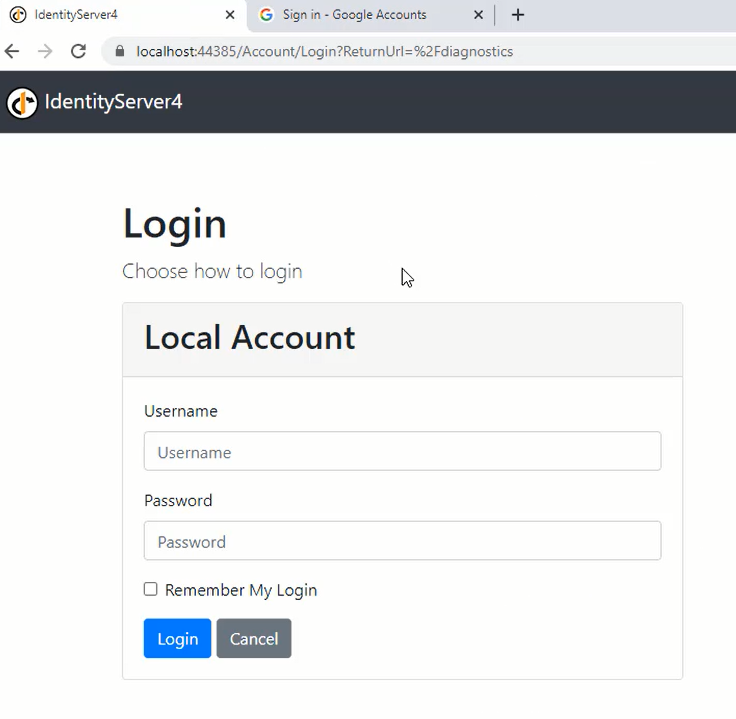 IdentityServer4
Sign in - Google Accounts
localhost:44385/Account/Login?ReturnUrl=%2Fdiagnostics
IdentityServer4
Login
Choose how to login
Local Account
Username
Username
Password
Password
Remember My Login
Login Cancel